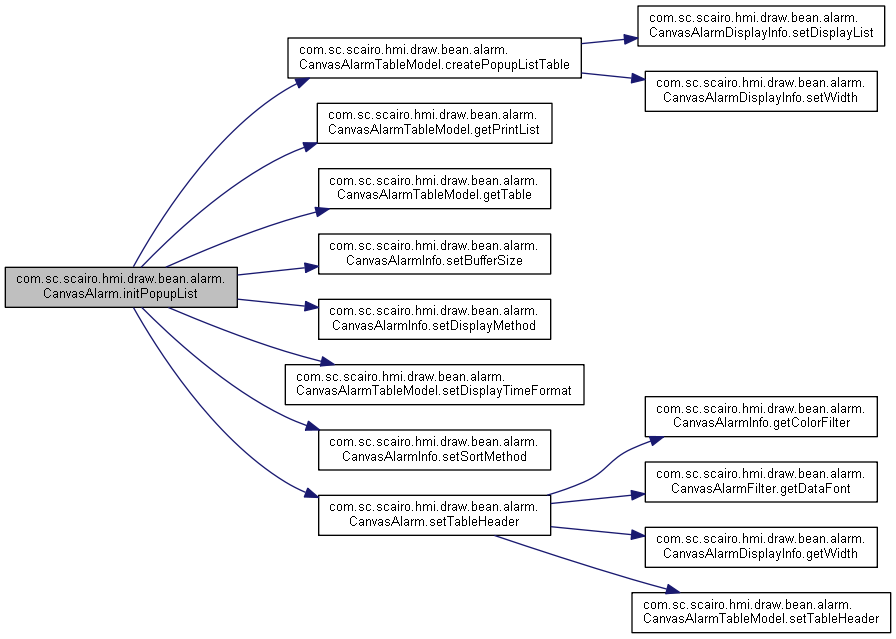 com.sc.scairo.hmi.draw.bean.alarm.
CanvasAlarm.initPopupList
com.sc.scairo.hmi.draw.bean.alarm.
CanvasAlarmTableModel.createPopupListTable
com.sc.scairo.hmi.draw.bean.alarm.
CanvasAlarmDisplayInfo.setDisplayList
com.sc.scairo.hmi.draw.bean.alarm.
CanvasAlarmDisplayInfo.setWidth
com.sc.scairo.hmi.draw.bean.alarm.
CanvasAlarmTableModel.getPrintList
com.sc.scairo.hmi.draw.bean.alarm.
CanvasAlarmTableModel.getTable
com.sc.scairo.hmi.draw.bean.alarm.
CanvasAlarmInfo.setBufferSize
com.sc.scairo.hmi.draw.bean.alarm.
CanvasAlarmInfo.setDisplayMethod
com.sc.scairo.hmi.draw.bean.alarm.
CanvasAlarmTableModel.setDisplayTimeFormat
com.sc.scairo.hmi.draw.bean.alarm.
CanvasAlarmInfo.setSortMethod
com.sc.scairo.hmi.draw.bean.alarm.
CanvasAlarm.setTableHeader
com.sc.scairo.hmi.draw.bean.alarm.
CanvasAlarmInfo.getColorFilter
com.sc.scairo.hmi.draw.bean.alarm.
CanvasAlarmFilter.getDataFont
com.sc.scairo.hmi.draw.bean.alarm.
CanvasAlarmDisplayInfo.getWidth
com.sc.scairo.hmi.draw.bean.alarm.
CanvasAlarmTableModel.setTableHeader